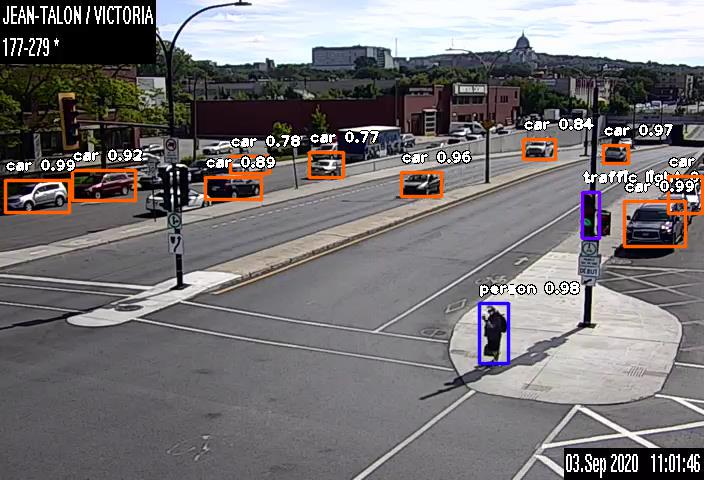 JEAN-TALON / VICTORIA
177-279 *
car 0.99
car 0.92
car 0.89
car 0.78
car 0.77
car 0.96
car 0.84
car 0.97
car
car 0.99
traffic light
person 0.98
DÉBUT
03.Sep 2020 11:01:46